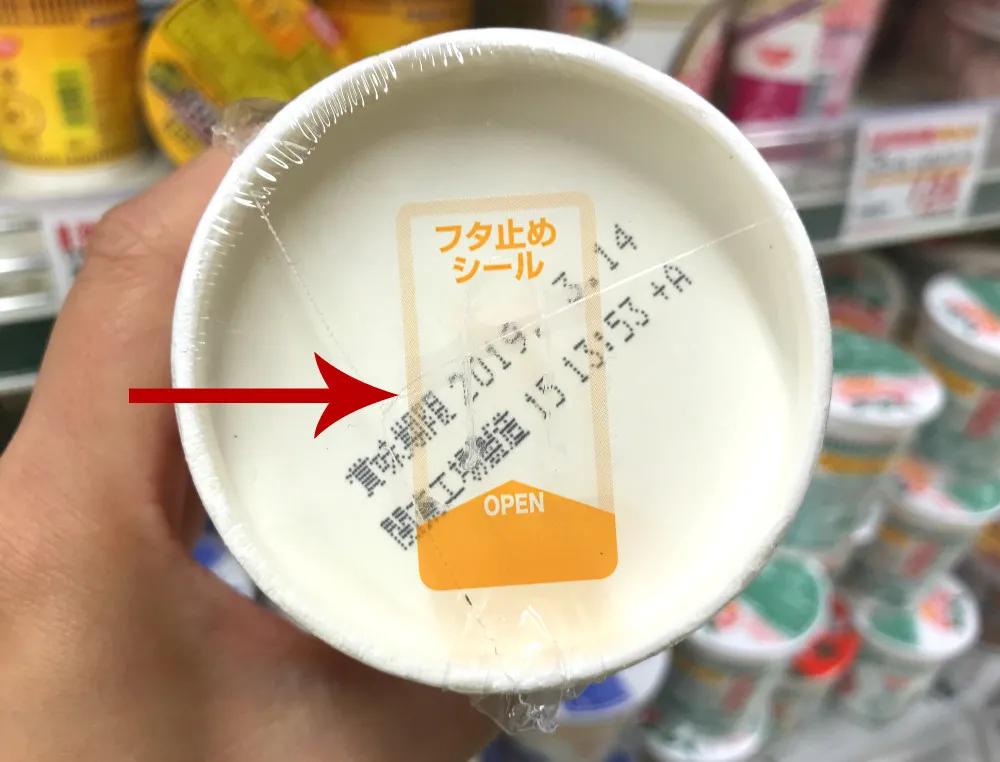 フタ止め
シール
賞味期限 2019. 3.14
関東工場製造 15 13:53 +A
OPEN